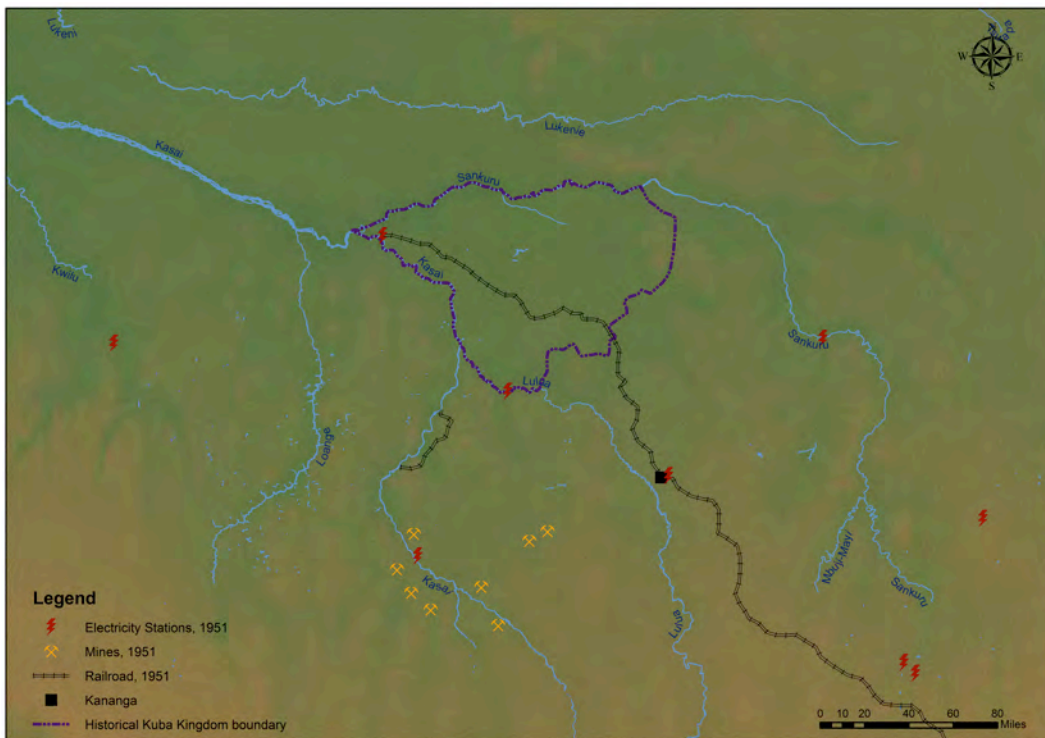 Lukeni
N
W E
S
Lukenie
Kasai
Sankuru
Kwilu
Kasai
Sankuru
Lulua
Loange
Mbuji-Mayi
Kasai
Sankuru
Lulua
Legend
Electricity Stations, 1951
Mines, 1951
Railroad, 1951
Kananga
Historical Kuba Kingdom boundary
0 10 20 40 60 80
Miles